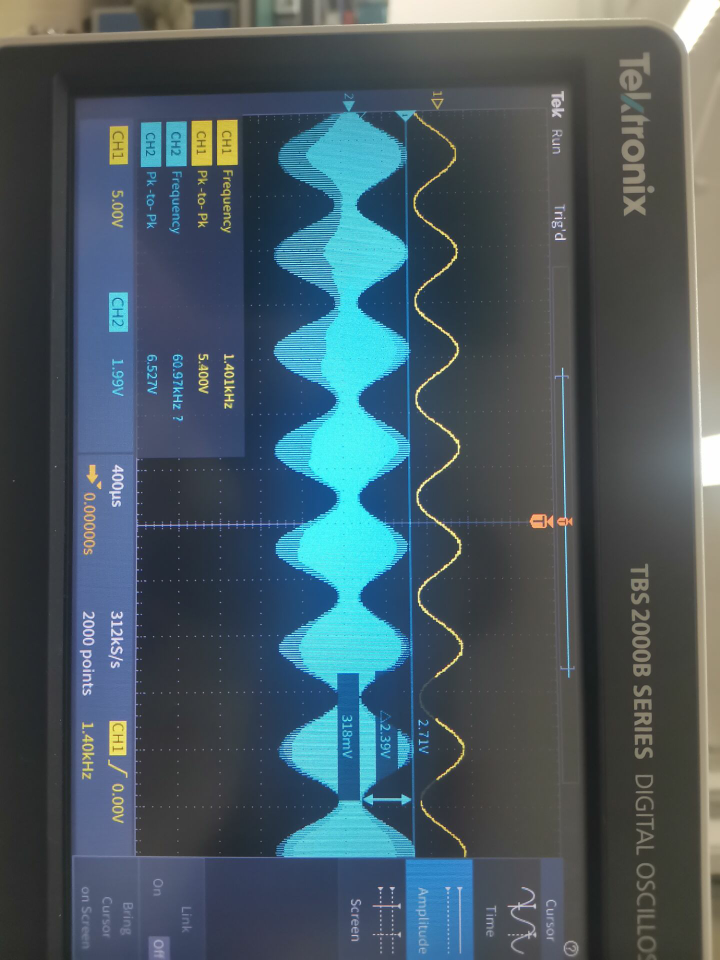 Tektronix
TBS 2000B SERIES DIGITAL OSCILLOS
Tek Run Trig'd
Cursor
Time
Amplitude
Screen
Link
On Off
Bring
Cursor
on Screen
1
2
T
2.71V
△2.39V
318mV
CH1 Frequency 1.401kHz
CH1 Pk-to-Pk 5.400V
CH2 Frequency 60.97kHz ?
CH2 Pk-to-Pk 6.527V
CH1 5.00V CH2 1.99V 400µs 312kS/s CH1 0.00V
0.00000s 2000 points 1.40kHz